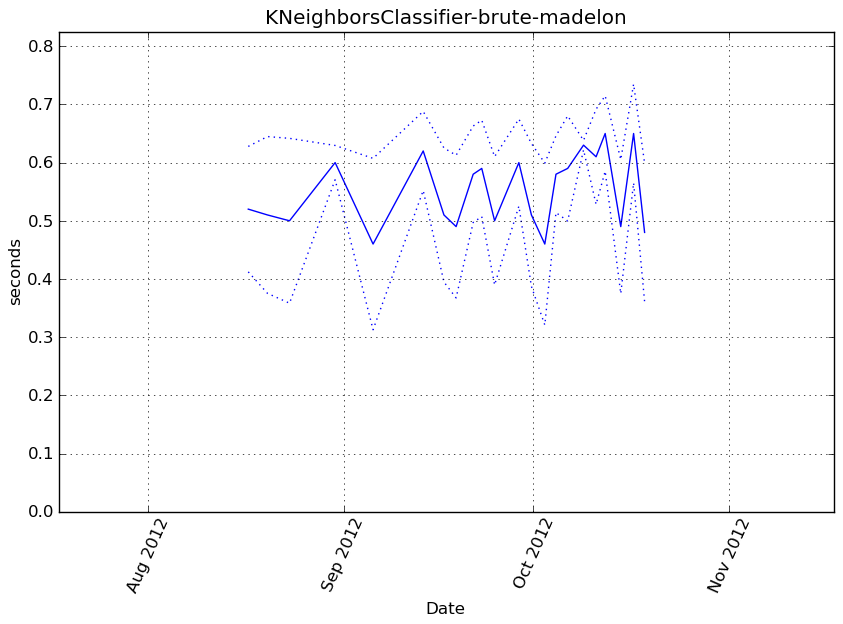 KNeighborsClassifier-brute-madelon
0.8
0.7
0.6
0.5
0.4
0.3
0.2
0.1
0.0
seconds
Aug 2012
Sep 2012
Oct 2012
Nov 2012
Date